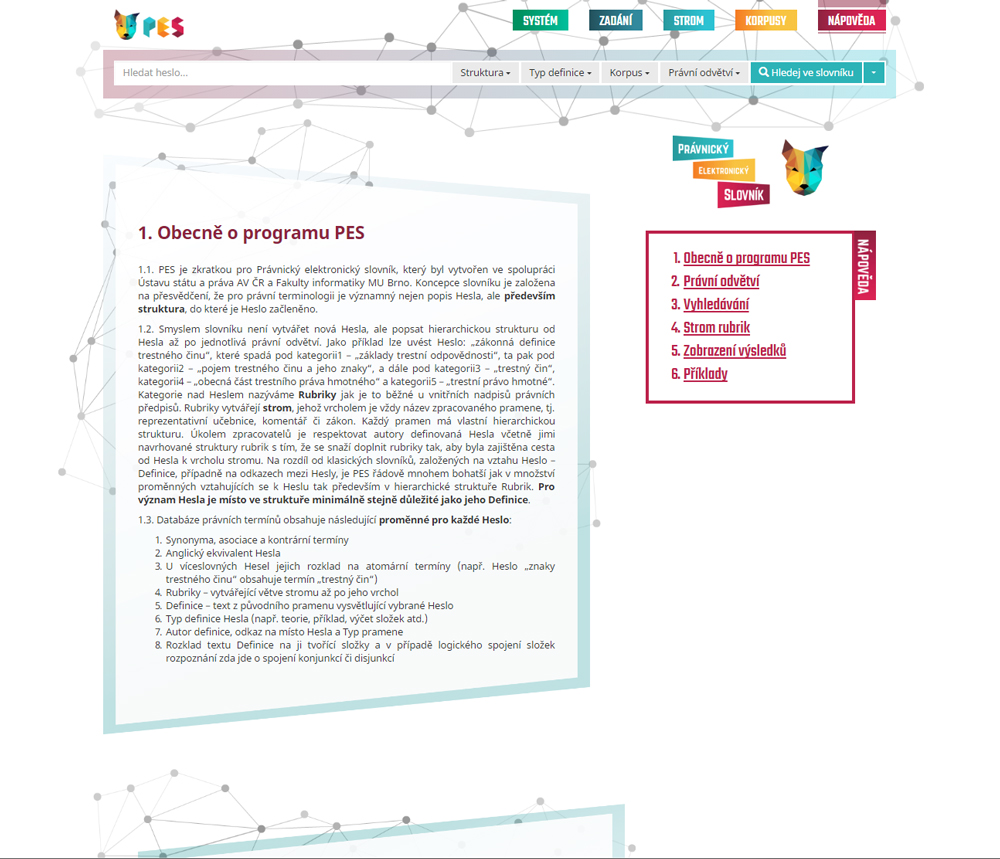 PES
SYSTÉM
ZADÁNÍ
STROM
KORPUSY
NÁPOVĚDA
Hledat heslo...
Struktura
Typ definice
Korpus
Právní odvětví
Hledej ve slovníku
Právnický
Elektronický
Slovník
1. Obecně o programu PES
1.1. PES je zkratkou pro Právnický elektronický slovník, který byl vytvořen ve spolupráci
Ústavu státu a práva AV ČR a Fakulty informatiky MU Brno. Koncepce slovníku je založena
na přesvědčení, že pro právní terminologii je významný nejen popis Hesla, ale především
struktura, do které je Heslo začleněno.
1.2. Smyslem slovníku není vytvářet nová Hesla, ale popsat hierarchickou strukturu od
Hesla až po jednotlivá právní odvětví. Jako příklad lze uvést Heslo: „zákonná definice
trestného činu“, které spadá pod kategorii1 – „základy trestní odpovědnosti“, ta pak pod
kategorii2 – „pojem trestného činu a jeho znaky“, a dále pod kategorii3 – „trestný čin“,
kategorii4 – „obecná část trestního práva hmotného“ a kategorii5 – „trestní právo hmotné“.
Kategorie nad Heslem nazýváme Rubriky jak je to běžné u vnitřních nadpisů právních
předpisů. Rubriky vytvářejí strom, jehož vrcholem je vždy název zpracovaného pramene, tj.
reprezentativní učebnice, komentář či zákon. Každý pramen má vlastní hierarchickou
strukturu. Úkolem zpracovatelů je respektovat autory definovaná Hesla včetně jimi
navrhované struktury rubrik s tím, že se snaží doplnit rubriky tak, aby byla zajištěna cesta
od Hesla k vrcholu stromu. Na rozdíl od klasických slovníků, založených na vztahu Heslo –
Definice, případně na odkazech mezi Hesly, je PES řádově mnohem bohatší jak v množství
proměnných vztahujících se k Heslu tak především v hierarchické struktuře Rubrik. Pro
význam Hesla je místo ve struktuře minimálně stejně důležité jako jeho Definice.
1.3. Databáze právních termínů obsahuje následující proměnné pro každé Heslo:
1. Synonyma, asociace a kontrární termíny
2. Anglický ekvivalent Hesla
3. U víceslovných Hesel jejich rozklad na atomární termíny (např. Heslo „znaky
trestného činu“ obsahuje termín „trestný čin“)
4. Rubriky – vytvářející větve stromu až po jeho vrchol
5. Definice – text z původního pramenu vysvětlující vybrané Heslo
6. Typ definice Hesla (např. teorie, příklad, výčet složek atd.)
7. Autor definice, odkaz na místo Hesla a Typ pramene
8. Rozklad textu Definice na ji tvořící složky a v případě logického spojení složek
rozpoznání zda jde o spojení konjunkcí či disjunkcí
NÁPOVĚDA
1. Obecně o programu PES
2. Právní odvětví
3. Vyhledávání
4. Strom rubrik
5. Zobrazení výsledků
6. Příklady